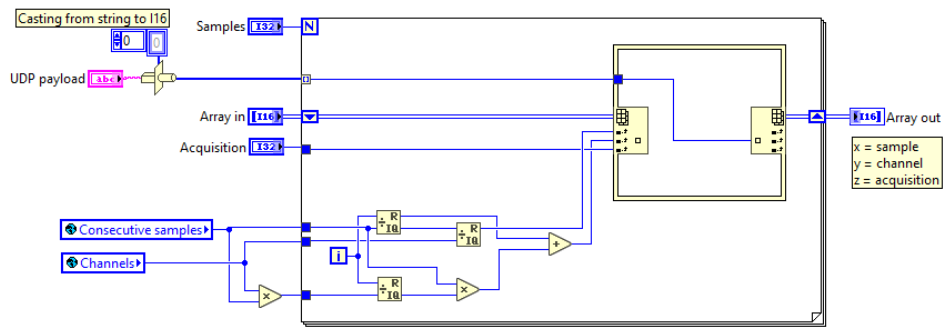 Casting from string to I16
0
0
UDP payload
abc
Samples
I32
N
Array in
[I16]
Acquisition
I32
Consecutive samples
Channels
i
R
IQ
R
IQ
R
IQ
+
x
x
[I16]
Array out
x = sample
y = channel
z = acquisition